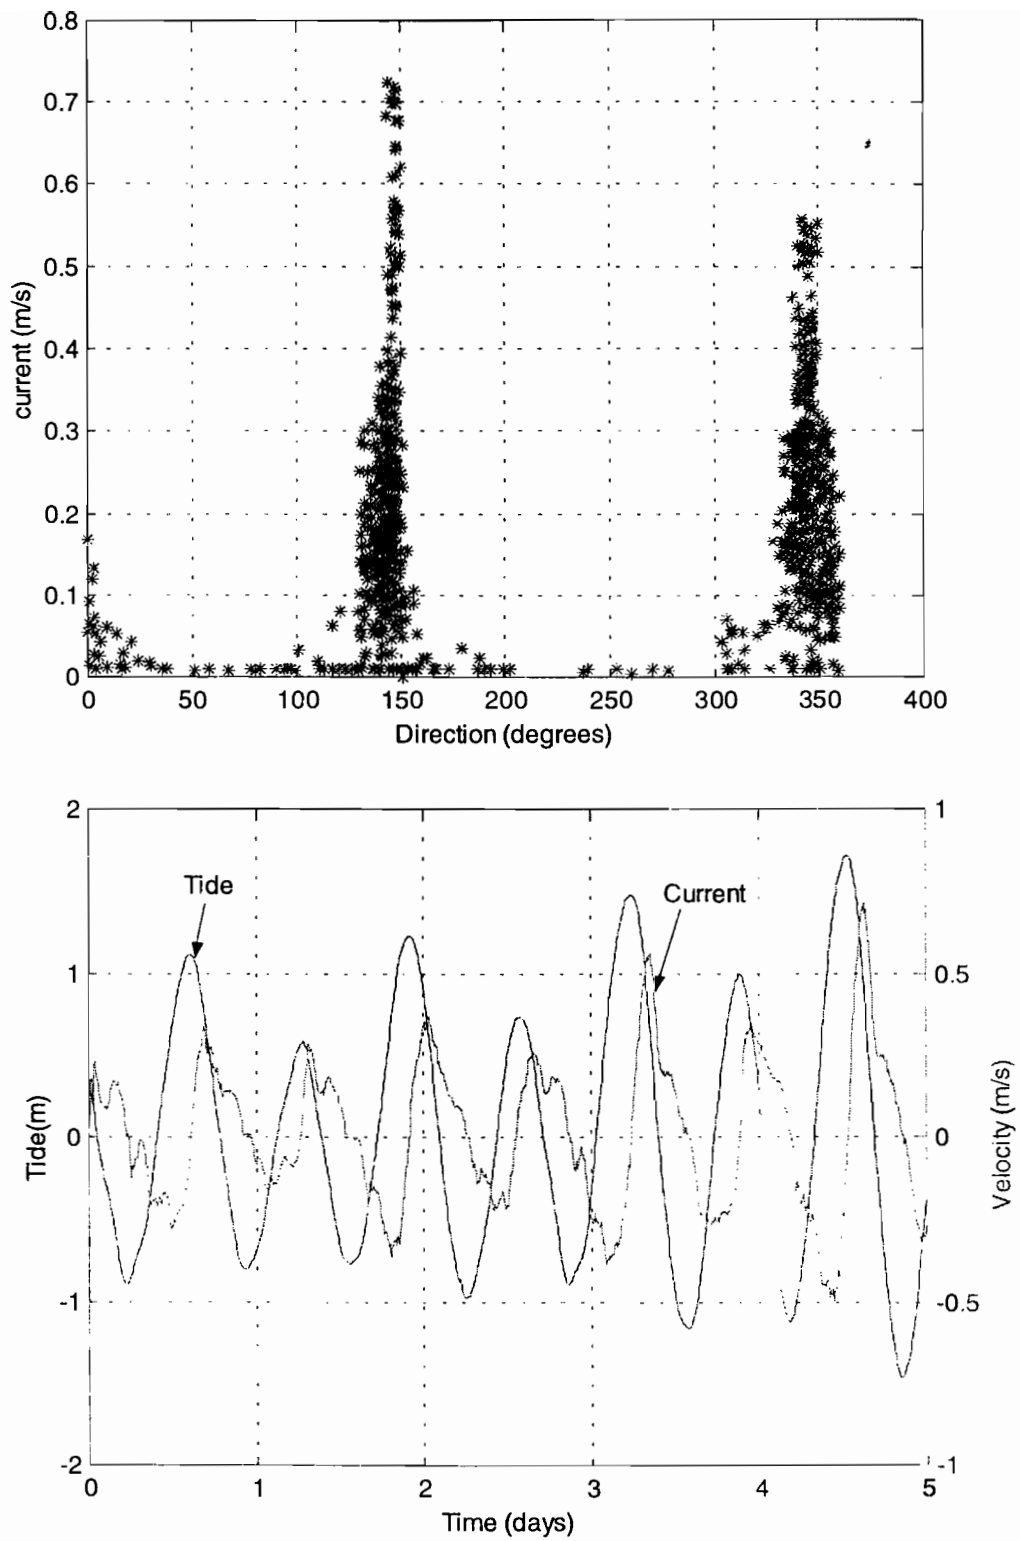 0.8
0.7
0.6
0.5
0.4
0.3
0.2
0.1
0
current (m/s)
0 50 100 150 200 250 300 350 400
Direction (degrees)
2 1
Tide
Current
1 0.5
0 0
Tide(m)
Velocity (m/s)
-1 -0.5
-2 -1
0 1 2 3 4 5
Time (days)